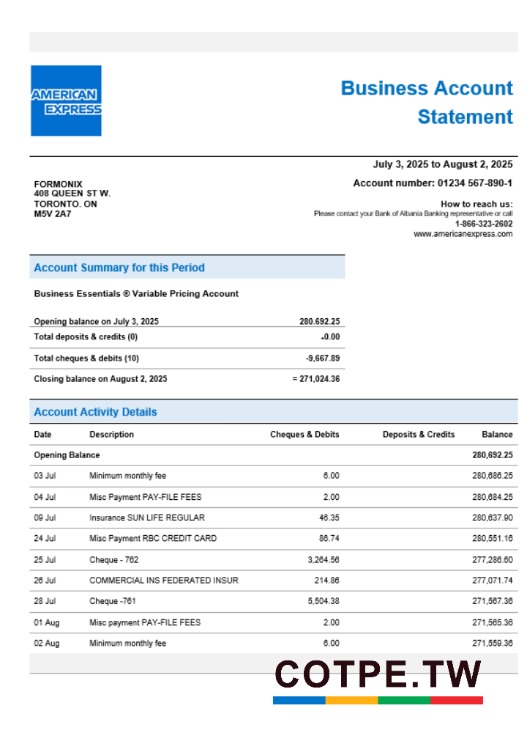 AMERICAN
EXPRESS
Business Account
Statement
July 3, 2025 to August 2, 2025
Account number: 01234 567-890-1
FORMONIX
408 QUEEN ST W.
TORONTO. ON
M5V 2A7
How to reach us:
Please contact your Bank of Albania Banking representative or call
1-866-323-2602
www.americanexpress.com
Account Summary for this Period
Business Essentials ® Variable Pricing Account
Opening balance on July 3, 2025 280.692.25
Total deposits & credits (0) -0.00
Total cheques & debits (10) -9,667.89
Closing balance on August 2, 2025 = 271,024.36
Account Activity Details
Date Description Cheques & Debits Deposits & Credits Balance
Opening Balance 280,692.25
03 Jul Minimum monthly fee 6.00 280,686.25
04 Jul Misc Payment PAY-FILE FEES 2.00 280,684.25
09 Jul Insurance SUN LIFE REGULAR 46.35 280,637.90
24 Jul Misc Payment RBC CREDIT CARD 86.74 280,551.16
25 Jul Cheque - 762 3,264.56 277,286.60
26 Jul COMMERCIAL INS FEDERATED INSUR 214.86 277,071.74
28 Jul Cheque -761 5,504.38 271,567.36
01 Aug Misc payment PAY-FILE FEES 2.00 271,565.36
02 Aug Minimum monthly fee 6.00 271,559.36
COTPE.TW